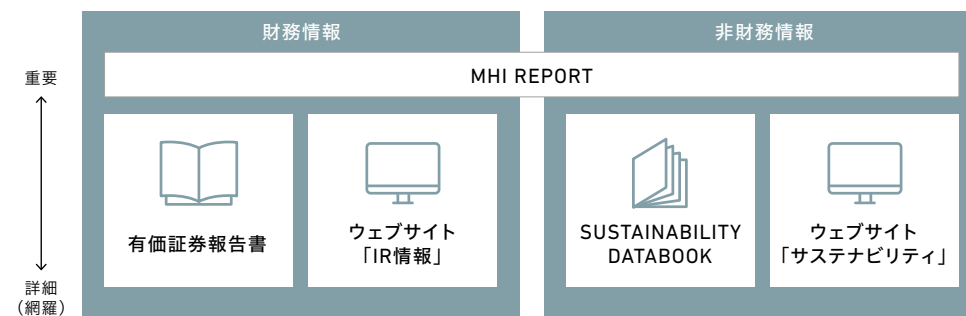 財務情報
非財務情報
重要
MHI REPORT
有価証券報告書
ウェブサイト
「IR情報」
SUSTAINABILITY
DATABOOK
ウェブサイト
「サステナビリティ」
詳細
（網羅）